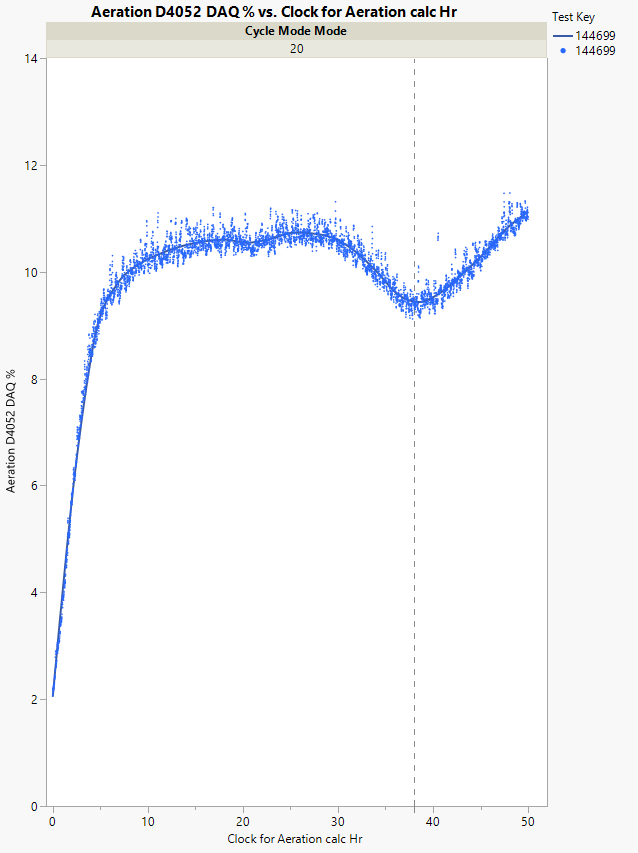 Aeration D4052 DAQ % vs. Clock for Aeration calc Hr
Cycle Mode Mode
20
Test Key
144699
144699
14
12
10
8
6
4
2
0
Aeration D4052 DAQ %
0 10 20 30 40 50
Clock for Aeration calc Hr